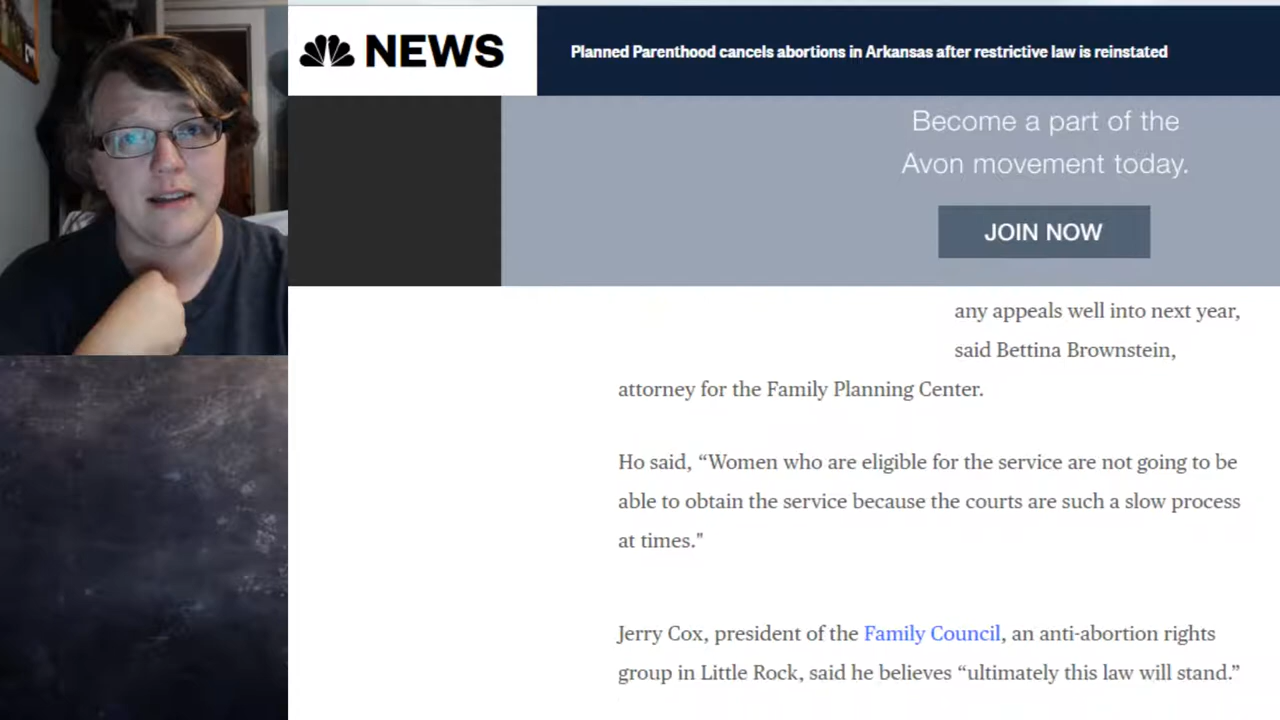 NEWS
Planned Parenthood cancels abortions in Arkansas after restrictive law is reinstated
Become a part of the
Avon movement today.
JOIN NOW
any appeals well into next year,
said Bettina Brownstein,
attorney for the Family Planning Center.
Ho said, “Women who are eligible for the service are not going to be
able to obtain the service because the courts are such a slow process
at times."
Jerry Cox, president of the Family Council, an anti-abortion rights
group in Little Rock, said he believes “ultimately this law will stand.”